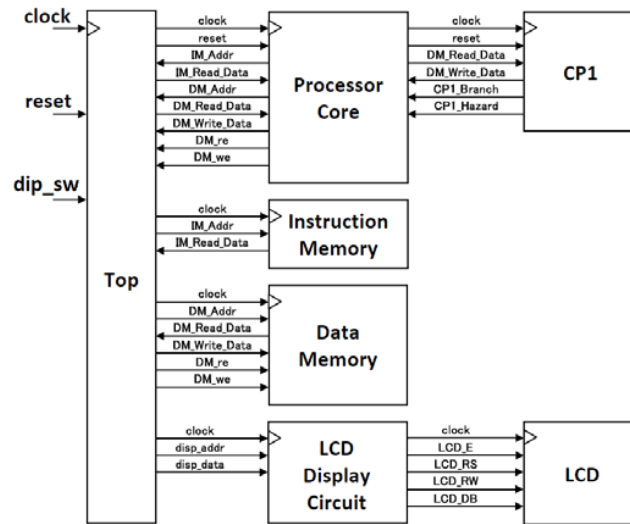 clock
reset
dip_sw
Top
clock
reset
IM_Addr
IM_Read_Data
DM_Addr
DM_Read_Data
DM_Write_Data
DM_re
DM_we
Processor
Core
clock
reset
DM_Read_Data
DM_Write_Data
CP1_Branch
CP1_Hazard
CP1
clock
IM_Addr
IM_Read_Data
Instruction
Memory
clock
DM_Addr
DM_Read_Data
DM_Write_Data
DM_re
DM_we
Data
Memory
clock
disp_addr
disp_data
LCD
Display
Circuit
clock
LCD_E
LCD_RS
LCD_RW
LCD_DB
LCD